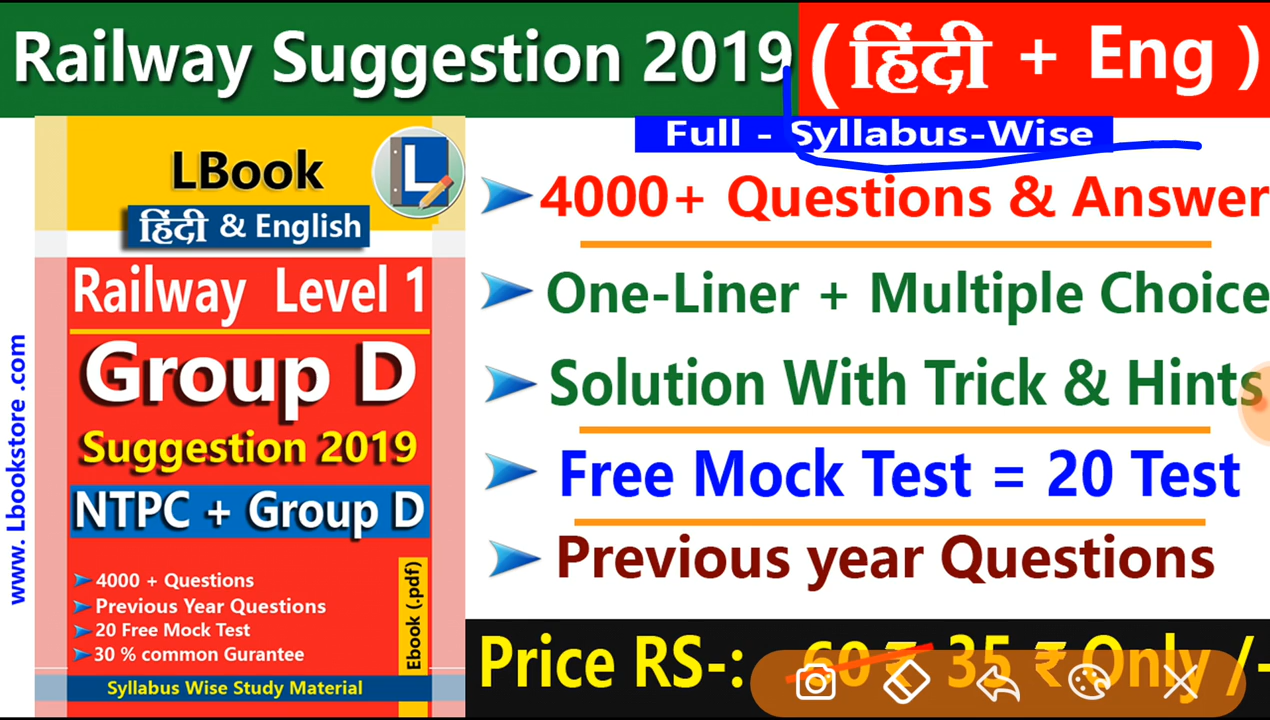 Railway Suggestion 2019 (हिंदी + Eng )
Full - Syllabus-Wise
LBook
L
हिंदी & English
Railway Level 1
Group D
Suggestion 2019
NTPC + Group D
4000 + Questions
Previous Year Questions
20 Free Mock Test
30 % common Gurantee
Ebook (.pdf)
Syllabus Wise Study Material
www. Lbookstore .com
4000+ Questions & Answer
One-Liner + Multiple Choice
Solution With Trick & Hints
Free Mock Test = 20 Test
Previous year Questions
Price RS-: 60 ₹ 35 ₹ Only /-